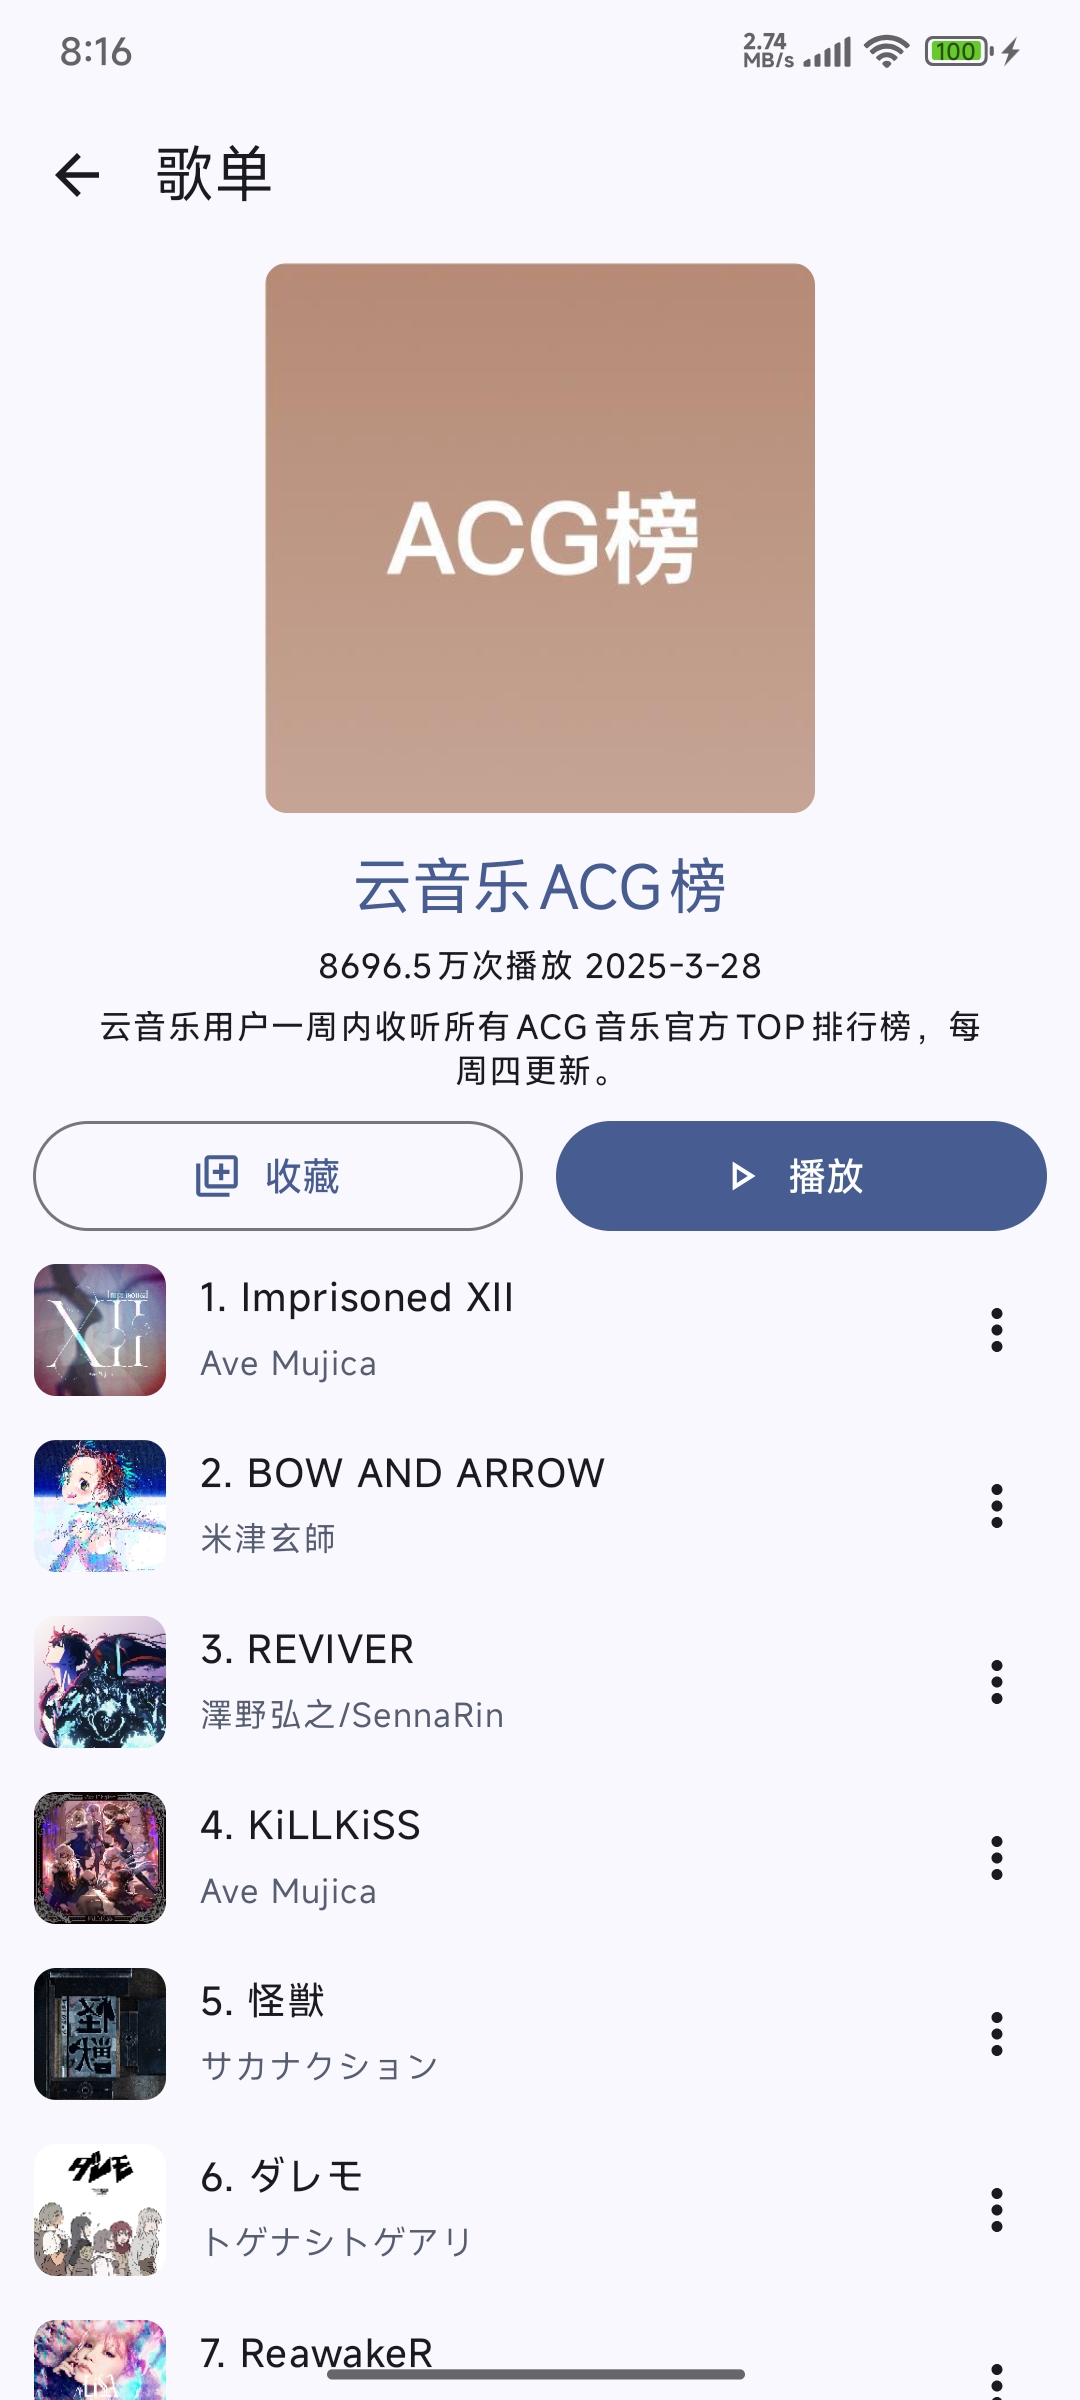 8:16
2.74
MB/s
100
歌单
ACG榜
云音乐ACG榜
8696.5万次播放 2025-3-28
云音乐用户一周内收听所有ACG音乐官方TOP排行榜，每
周四更新。
收藏
播放
1. Imprisoned XII
Ave Mujica
2. BOW AND ARROW
米津玄師
3. REVIVER
澤野弘之/SennaRin
4. KiLLKiSS
Ave Mujica
5. 怪獣
サカナクション
6. ダレモ
トゲナシトゲアリ
7. ReawakeR